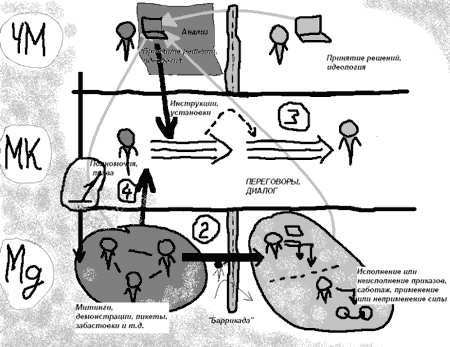 ЧМ
Анализ
Принятие решений,
идеология
Инструкции,
установки
3
МК
Полномочия,
права
1
4
ПЕРЕГОВОРЫ,
ДИАЛОГ
2
Мд
Исполнение или
неисполнение приказов,
саботаж, применение
или неприменение силы
Митинги,
демонстрации, пикеты,
забастовки и т.д.
"Баррикада"